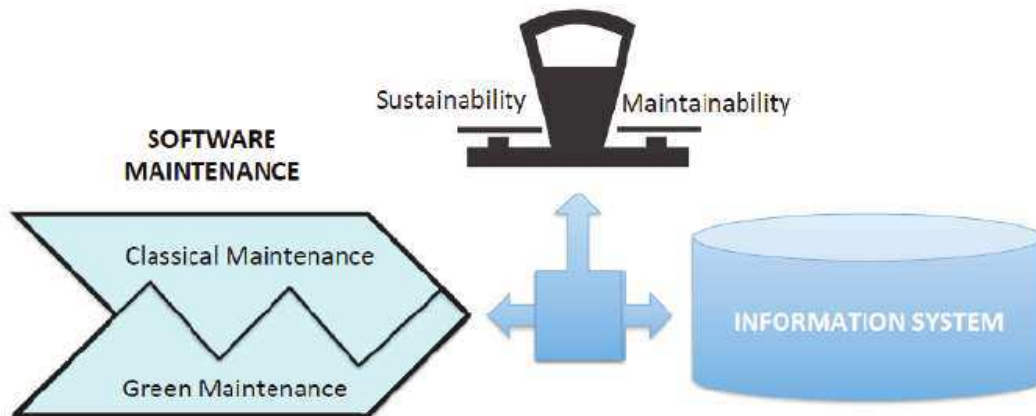 Sustainability
Maintainability
SOFTWARE
MAINTENANCE
Classical Maintenance
INFORMATION SYSTEM
Green Maintenance